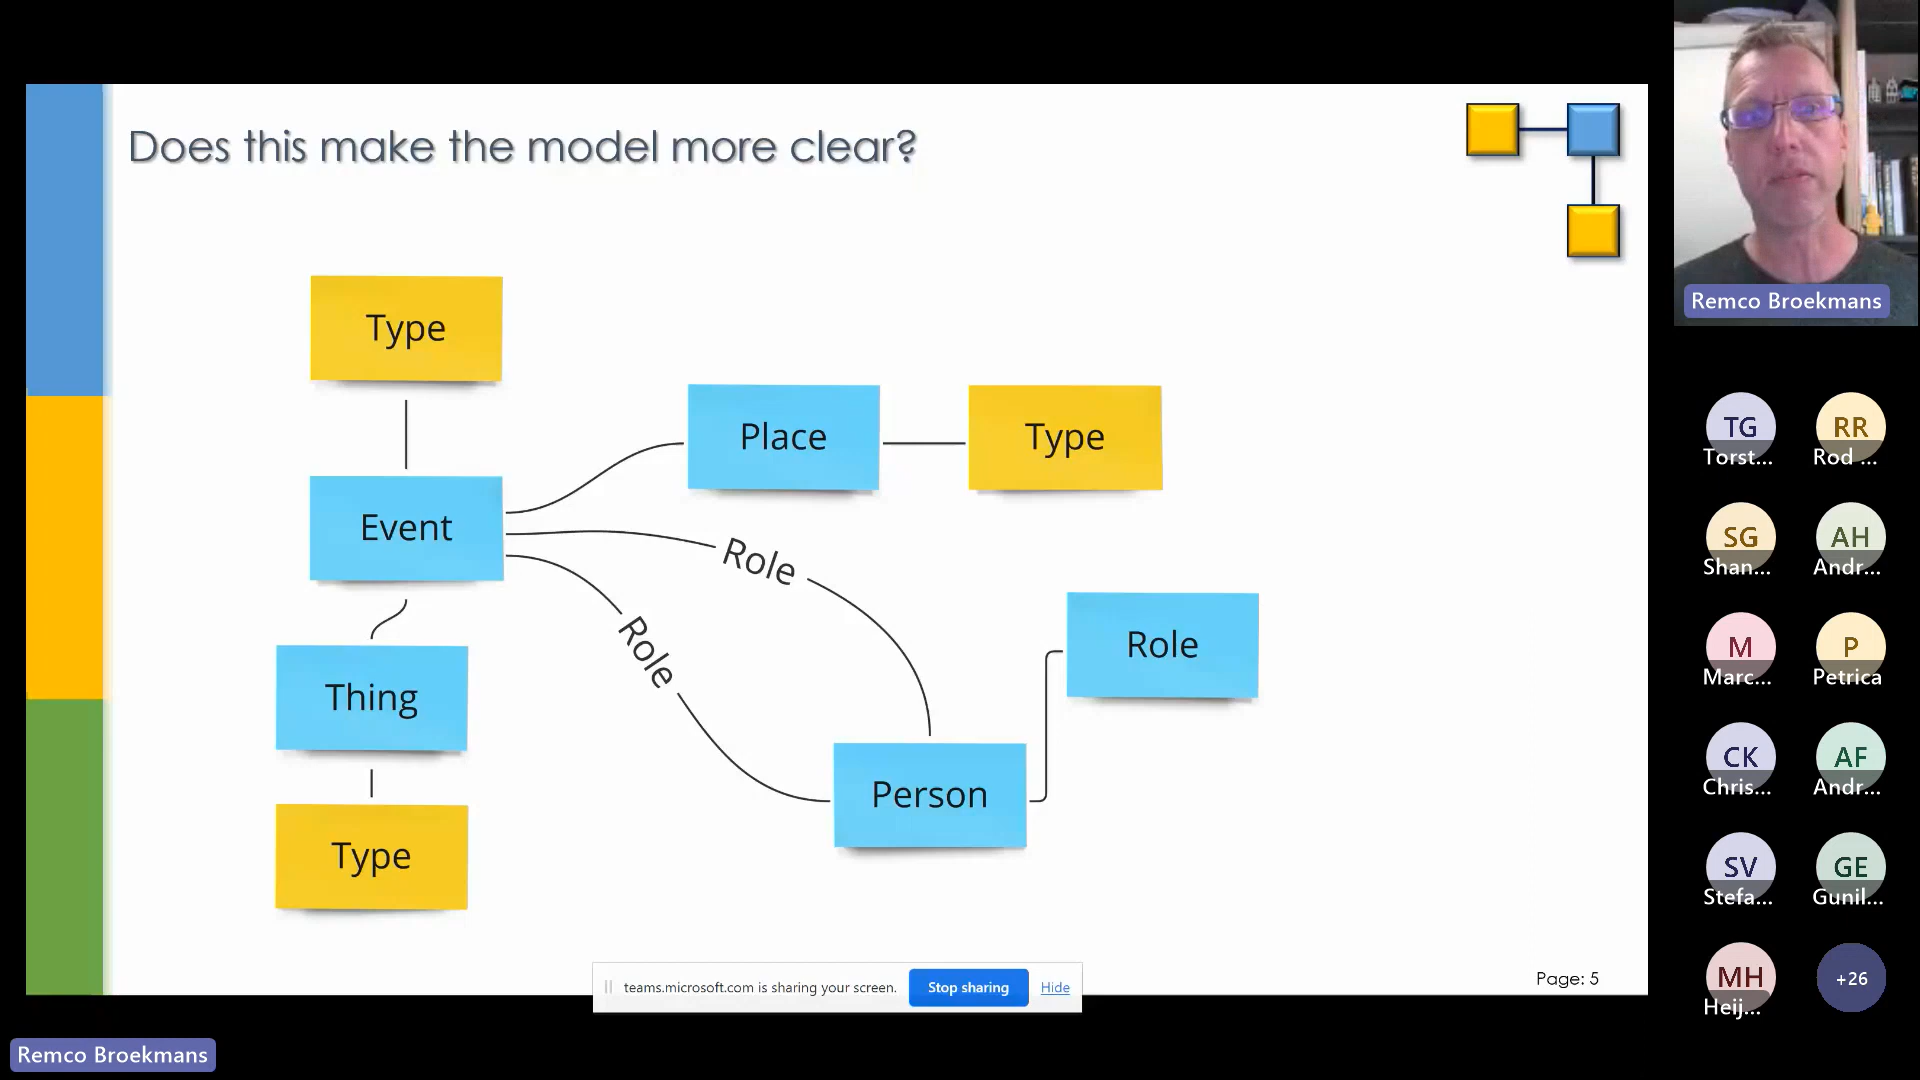 Does this make the model more clear?
Type
Place
Type
Event
Role
Role
Role
Thing
Person
Type
Page: 5
teams.microsoft.com is sharing your screen.
Stop sharing
Hide
Remco Broekmans
Remco Broekmans
TG
Torst...
RR
Rod ...
SG
Shan...
AH
Andr...
M
Marc...
P
Petrica
CK
Chris...
AF
Andr...
SV
Stefa...
GE
Gunil...
MH
Heij...
+26